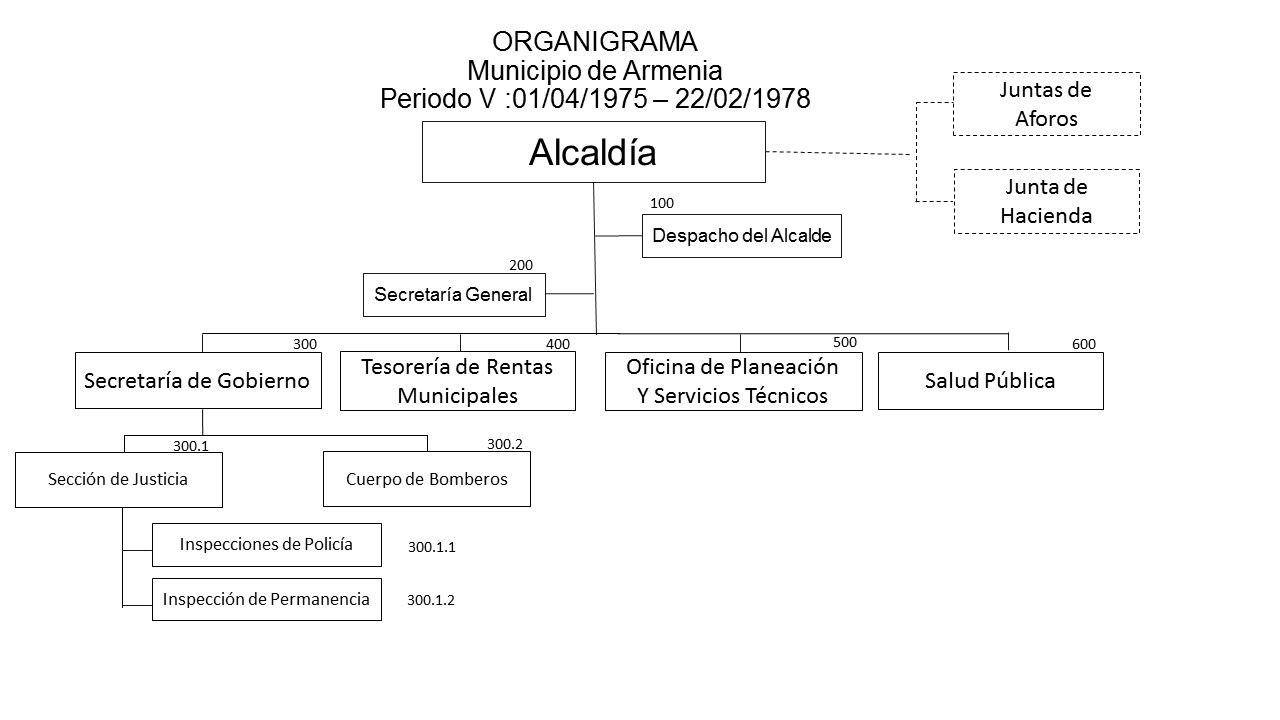 ORGANIGRAMA
Municipio de Armenia
Periodo V :01/04/1975 – 22/02/1978
Alcaldía
Juntas de
Aforos
Junta de
Hacienda
100
Despacho del Alcalde
200
Secretaría General
300
Secretaría de Gobierno
400
Tesorería de Rentas
Municipales
500
Oficina de Planeación
Y Servicios Técnicos
600
Salud Pública
300.1
Sección de Justicia
300.2
Cuerpo de Bomberos
Inspecciones de Policía
300.1.1
Inspección de Permanencia
300.1.2